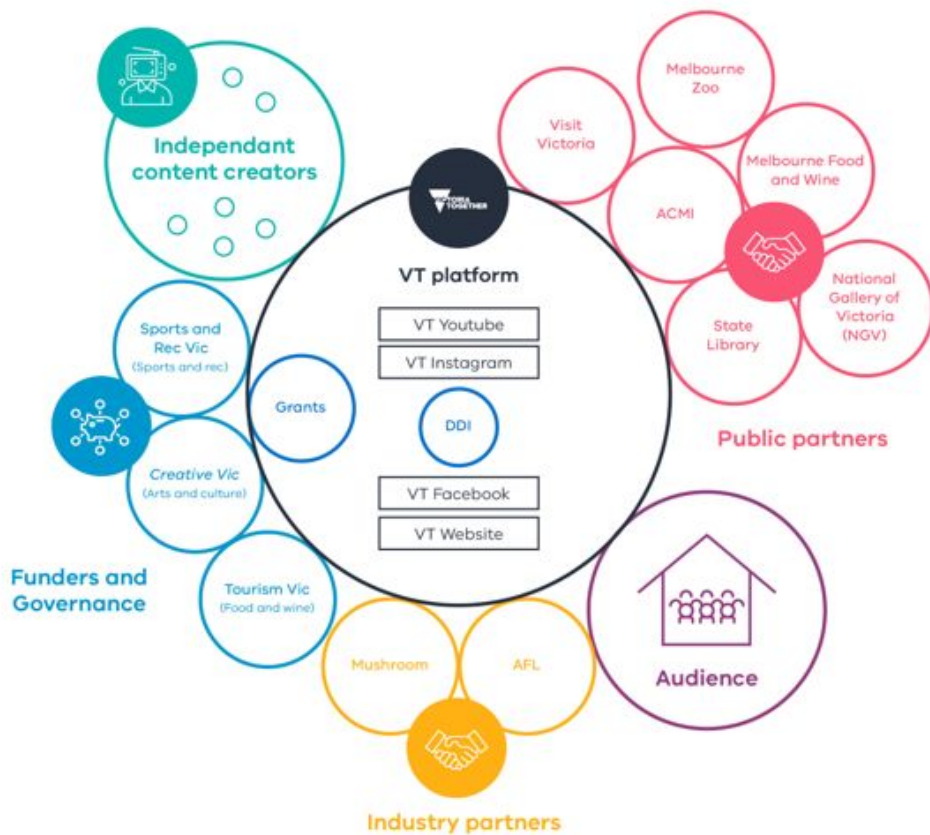 Independant
content creators
Visit
Victoria
Melbourne
Zoo
Melbourne Food
and Wine
ACMI
National
Gallery of
Victoria
(NGV)
State
Library
Public partners
TORIA
TOGETHER
VT platform
VT Youtube
VT Instagram
Grants
DDI
VT Facebook
VT Website
Sports and
Rec Vic
(Sports and rec)
Creative Vic
(Arts and culture)
Tourism Vic
(Food and wine)
Funders and
Governance
Mushroom
AFL
Industry partners
Audience